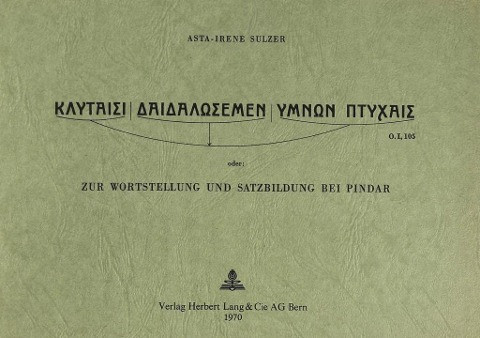 ASTA-IRENE SULZER
ΚΛΥΤΑΙΣΙ | ΔΑΙΔΑΛΩΣΕΜΕΝ | ΥΜΝΩΝ ΠΤΥΧΑΙΣ
O. I, 105
oder:
ZUR WORTSTELLUNG UND SATZBILDUNG BEI PINDAR
Verlag Herbert Lang & Cie AG Bern
1970